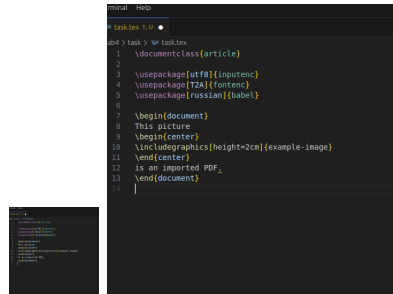 rminal Help
task.tex 1, U
ab4 > task > task.tex
1 \documentclass{article}
2
3 \usepackage[utf8]{inputenc}
4 \usepackage[T2A]{fontenc}
5 \usepackage[russian]{babel}
6
7 \begin{document}
8 This picture
9 \begin{center}
10 \includegraphics[height=2cm]{example-image}
11 \end{center}
12 is an imported PDF.
13 \end{document}
14